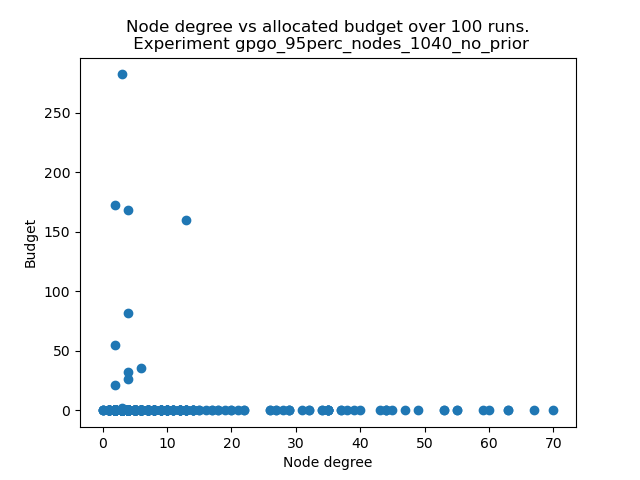 Node degree vs allocated budget over 100 runs.
Experiment gpgo_95perc_nodes_1040_no_prior
Budget
250
200
150
100
50
0
0 10 20 30 40 50 60 70
Node degree